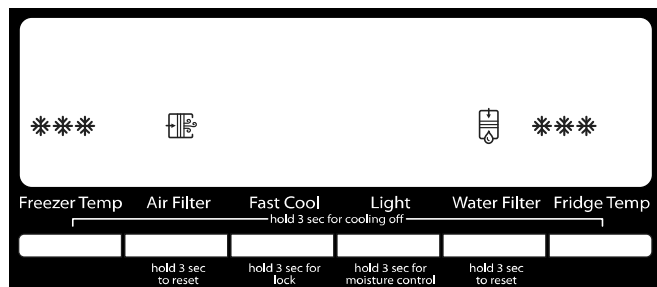 Freezer Temp Air Filter Fast Cool Light Water Filter Fridge Temp
hold 3 sec for cooling off
hold 3 sec hold 3 sec for hold 3 sec for hold 3 sec
to reset lock moisture control to reset